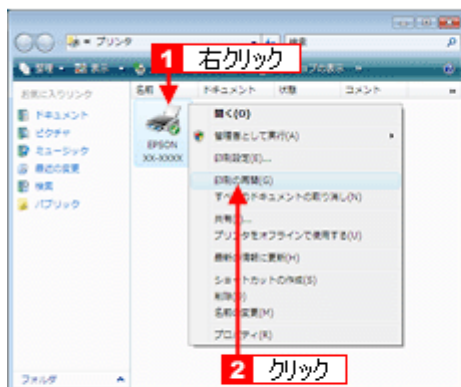 プリンタ
検索
1 右クリック
整理
表示
お気に入りリンク
名前
ドキュメント
状態
コメント
ドキュメント
ピクチャ
ミュージック
最近の変更
検索
パブリック
フォルダ
EPSON
XX-XXXX
開く(O)
管理者として実行(A)
印刷設定(E)...
印刷の再開(G)
すべてのドキュメントの取り消し(N)
共有(H)...
プリンタをオフラインで使用する(U)
最新の情報に更新(H)
ショートカットの作成(S)
削除(D)
名前の変更(M)
プロパティ(R)
2 クリック